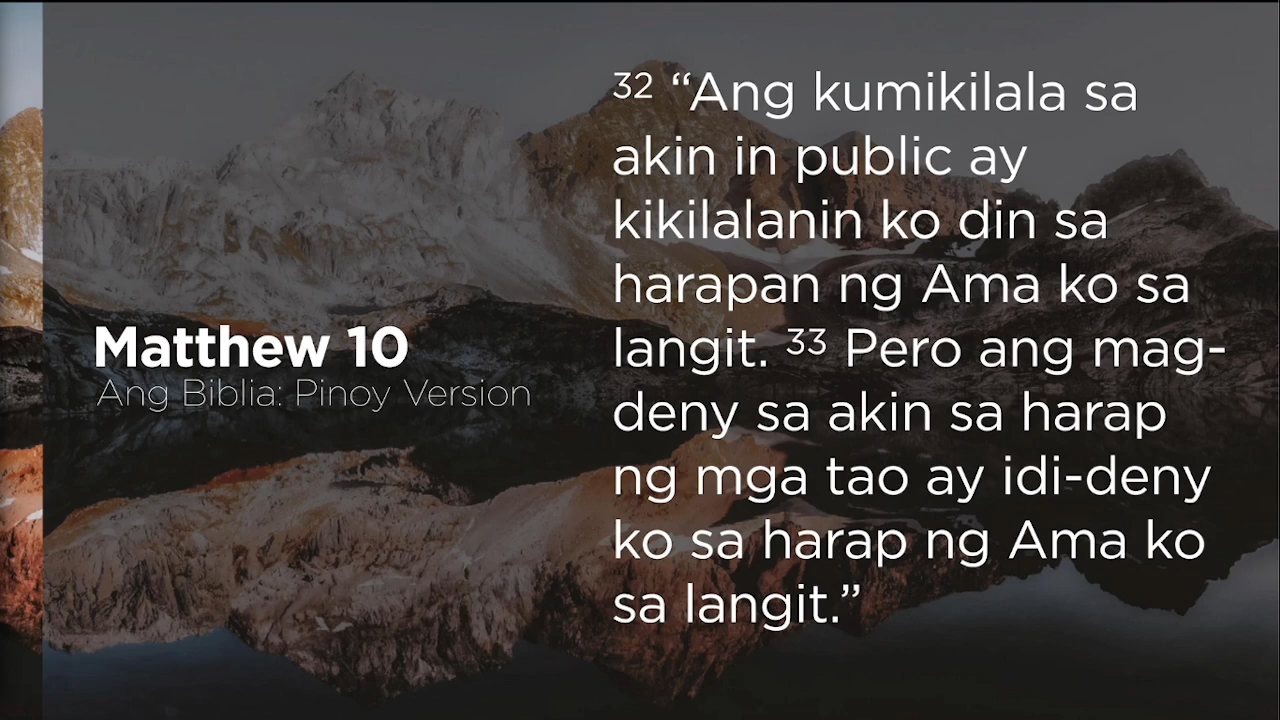 Matthew 10
Ang Biblia: Pinoy Version
32 “Ang kumikilala sa
akin in public ay
kikilalanin ko din sa
harapan ng Ama ko sa
langit. 33 Pero ang mag-
deny sa akin sa harap
ng mga tao ay idi-deny
ko sa harap ng Ama ko
sa langit.”